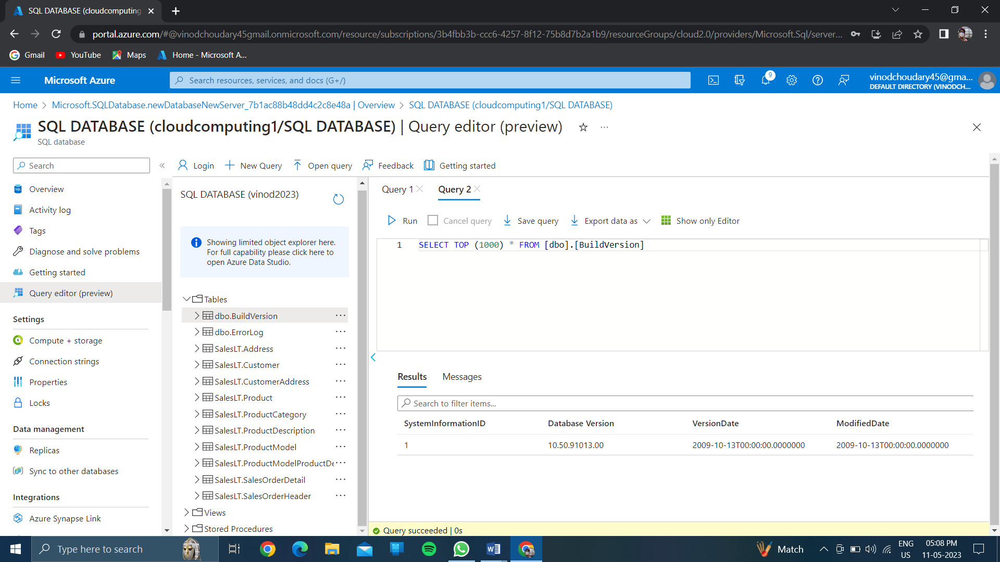 SQL DATABASE (cloudcomputing
portal.azure.com/#@vinodchoudary45gmail.onmicrosoft.com/resource/subscriptions/3b4fbb3b-ccc6-4257-8f12-75b8d7b2a1b9/resourceGroups/cloud2.0/providers/Microsoft.Sql/server...
Gmail YouTube Maps Home - Microsoft A...
Microsoft Azure
Search resources, services, and docs (G+/)
9
vinodchoudary45@gma...
DEFAULT DIRECTORY (VINODCH...
Home > Microsoft.SQLDatabase.newDatabaseNewServer_7b1ac88b48dd4c2c8e48a | Overview > SQL DATABASE (cloudcomputing1/SQL DATABASE)
SQL DATABASE (cloudcomputing1/SQL DATABASE) | Query editor (preview) ...
SQL database
Search
«
Login New Query Open query Feedback Getting started
Overview
Activity log
Tags
Diagnose and solve problems
Getting started
Query editor (preview)
Settings
Compute + storage
Connection strings
Properties
Locks
Data management
Replicas
Sync to other databases
Integrations
Azure Synapse Link
SQL DATABASE (vinod2023)
Showing limited object explorer here.
For full capability please click here to
open Azure Data Studio.
Tables
dbo.BuildVersion ...
dbo.ErrorLog ...
SalesLT.Address ...
SalesLT.Customer ...
SalesLT.CustomerAddress ...
SalesLT.Product ...
SalesLT.ProductCategory ...
SalesLT.ProductDescription ...
SalesLT.ProductModel ...
SalesLT.ProductModelProductDe...
SalesLT.SalesOrderDetail ...
SalesLT.SalesOrderHeader ...
Views
Stored Procedures
Query 1 Query 2
Run Cancel query Save query Export data as Show only Editor
1 SELECT TOP (1000) * FROM [dbo].[BuildVersion]
Results Messages
Search to filter items...
SystemInformationID Database Version VersionDate ModifiedDate
1 10.50.91013.00 2009-10-13T00:00:00.0000000 2009-10-13T00:00:00.0000000
Query succeeded | 0s
Type here to search
Match
ENG
US
05:08 PM
11-05-2023